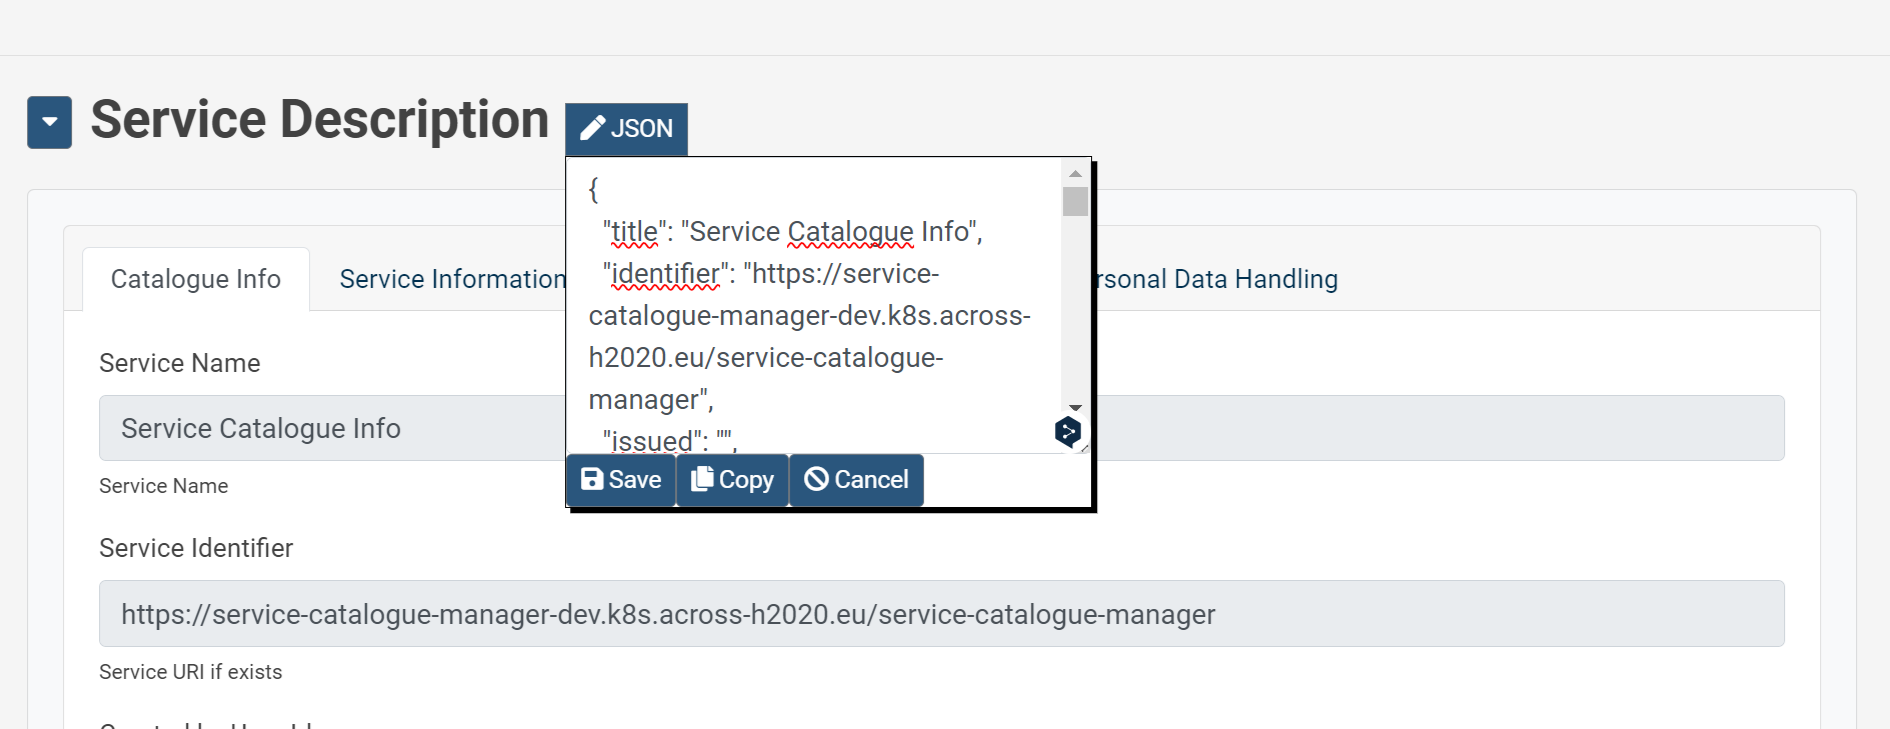 Service Description
JSON
{
"title": "Service Catalogue Info",
"identifier": "https://service-
catalogue-manager-dev.k8s.across-
h2020.eu/service-catalogue-
manager",
"issued": "",
Save Copy Cancel
Catalogue Info
Service Information
rsonal Data Handling
Service Name
Service Catalogue Info
Service Name
Service Identifier
https://service-catalogue-manager-dev.k8s.across-h2020.eu/service-catalogue-manager
Service URI if exists